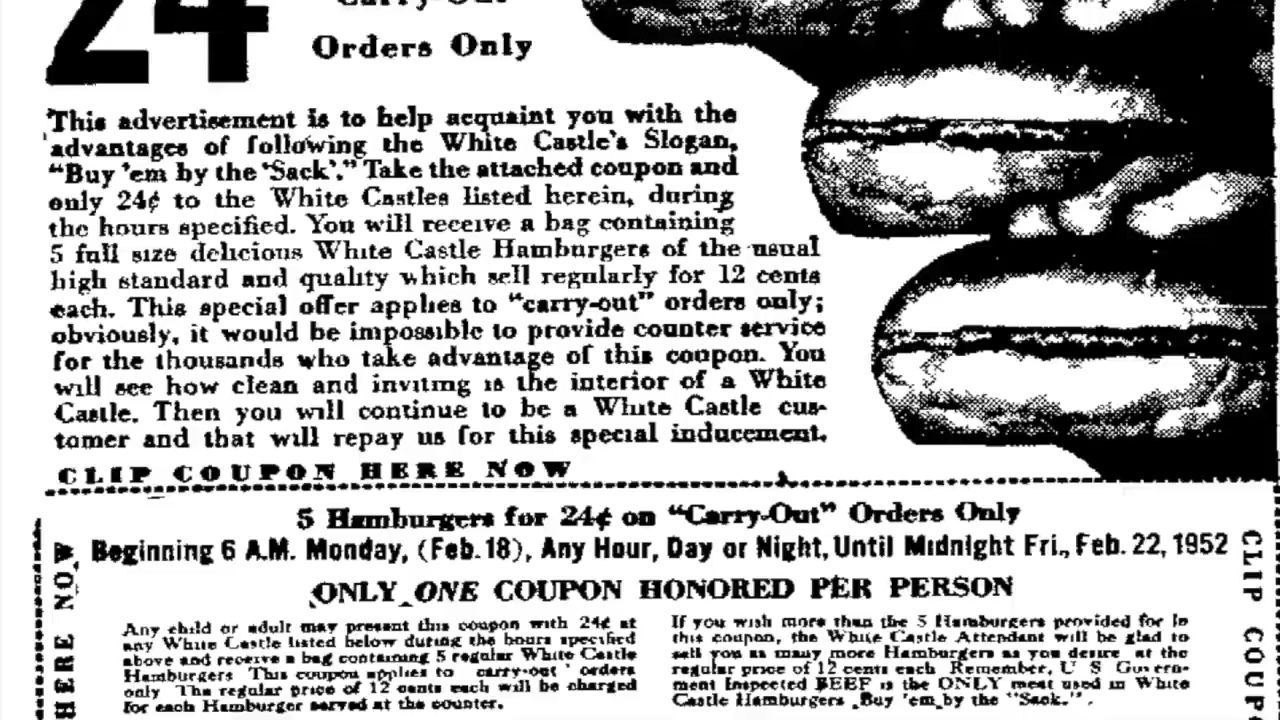 24¢
Carry-Out
Orders Only
This advertisement is to help acquaint you with the
advantages of following the White Castle's Slogan,
"Buy 'em by the 'Sack'." Take the attached coupon and
only 24¢ to the White Castles listed herein, during
the hours specified. You will receive a bag containing
5 full size delicious White Castle Hamburgers of the usual
high standard and quality which sell regularly for 12 cents
each. This special offer applies to "carry-out" orders only;
obviously, it would be impossible to provide counter service
for the thousands who take advantage of this coupon. You
will see how clean and inviting is the interior of a White
Castle. Then you will continue to be a White Castle cus-
tomer and that will repay us for this special inducement.
CLIP COUPON HERE NOW
5 Hamburgers for 24¢ on "Carry-Out" Orders Only
Beginning 6 A.M. Monday, (Feb. 18), Any Hour, Day or Night, Until Midnight Fri., Feb. 22, 1952
ONLY ONE COUPON HONORED PER PERSON
Any child or adult may present this coupon with 24¢ at
any White Castle listed below during the hours specified
above and receive a bag containing 5 regular White Castle
Hamburgers This coupon applies to carry-out' orders
only The regular price of 12 cents each will be charged
for each Hamburger served at the counter.
If you wish more than the 5 Hamburgers provided for in
this coupon, the White Castle Attendant will be glad to
sell you as many more Hamburgers as you desire at the
regular price of 12 cents each Remember, U S Govern-
ment Inspected BEEF is the ONLY meat used in White
Castle Hamburgers Buy 'em by the "Sack."
HERE NOW
CLIP COUP